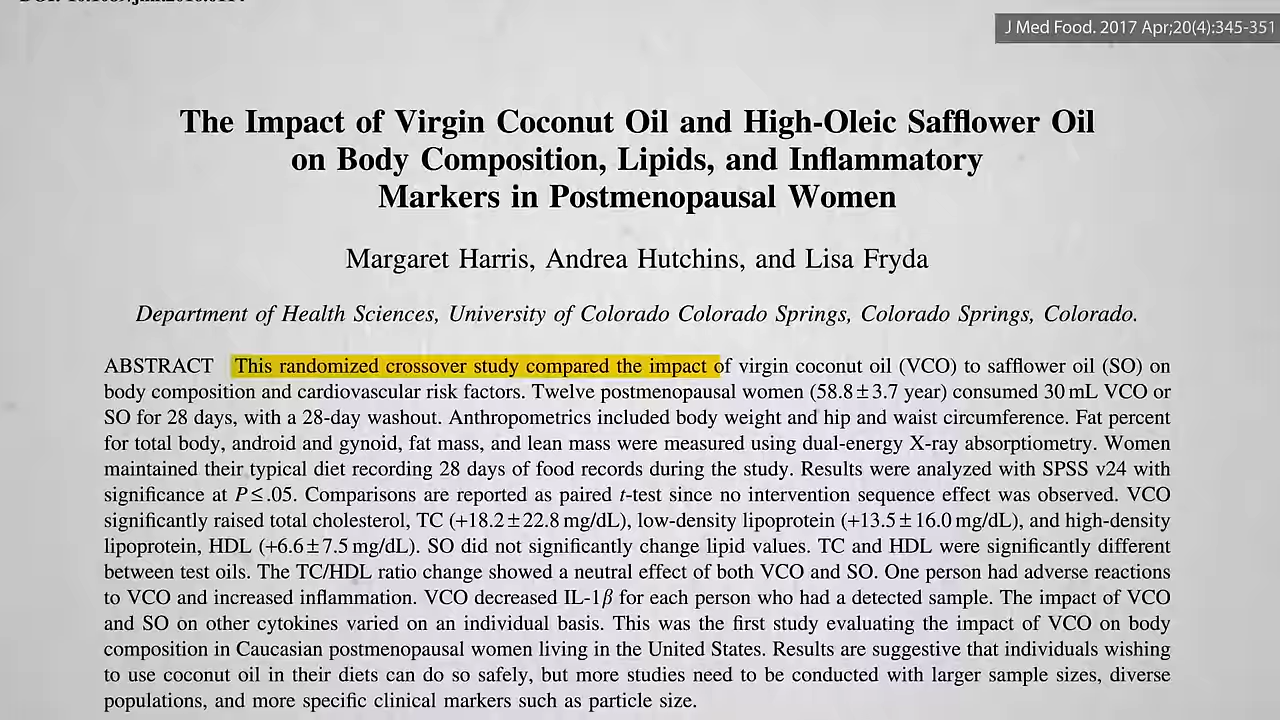 J Med Food. 2017 Apr;20(4):345-351
The Impact of Virgin Coconut Oil and High-Oleic Safflower Oil
on Body Composition, Lipids, and Inflammatory
Markers in Postmenopausal Women
Margaret Harris, Andrea Hutchins, and Lisa Fryda
Department of Health Sciences, University of Colorado Colorado Springs, Colorado Springs, Colorado.
ABSTRACT This randomized crossover study compared the impact of virgin coconut oil (VCO) to safflower oil (SO) on
body composition and cardiovascular risk factors. Twelve postmenopausal women (58.8±3.7 year) consumed 30 mL VCO or
SO for 28 days, with a 28-day washout. Anthropometrics included body weight and hip and waist circumference. Fat percent
for total body, android and gynoid, fat mass, and lean mass were measured using dual-energy X-ray absorptiometry. Women
maintained their typical diet recording 28 days of food records during the study. Results were analyzed with SPSS v24 with
significance at P≤.05. Comparisons are reported as paired t-test since no intervention sequence effect was observed. VCO
significantly raised total cholesterol, TC (+18.2±22.8 mg/dL), low-density lipoprotein (+13.5±16.0 mg/dL), and high-density
lipoprotein, HDL (+6.6±7.5 mg/dL). SO did not significantly change lipid values. TC and HDL were significantly different
between test oils. The TC/HDL ratio change showed a neutral effect of both VCO and SO. One person had adverse reactions
to VCO and increased inflammation. VCO decreased IL-1β for each person who had a detected sample. The impact of VCO
and SO on other cytokines varied on an individual basis. This was the first study evaluating the impact of VCO on body
composition in Caucasian postmenopausal women living in the United States. Results are suggestive that individuals wishing
to use coconut oil in their diets can do so safely, but more studies need to be conducted with larger sample sizes, diverse
populations, and more specific clinical markers such as particle size.